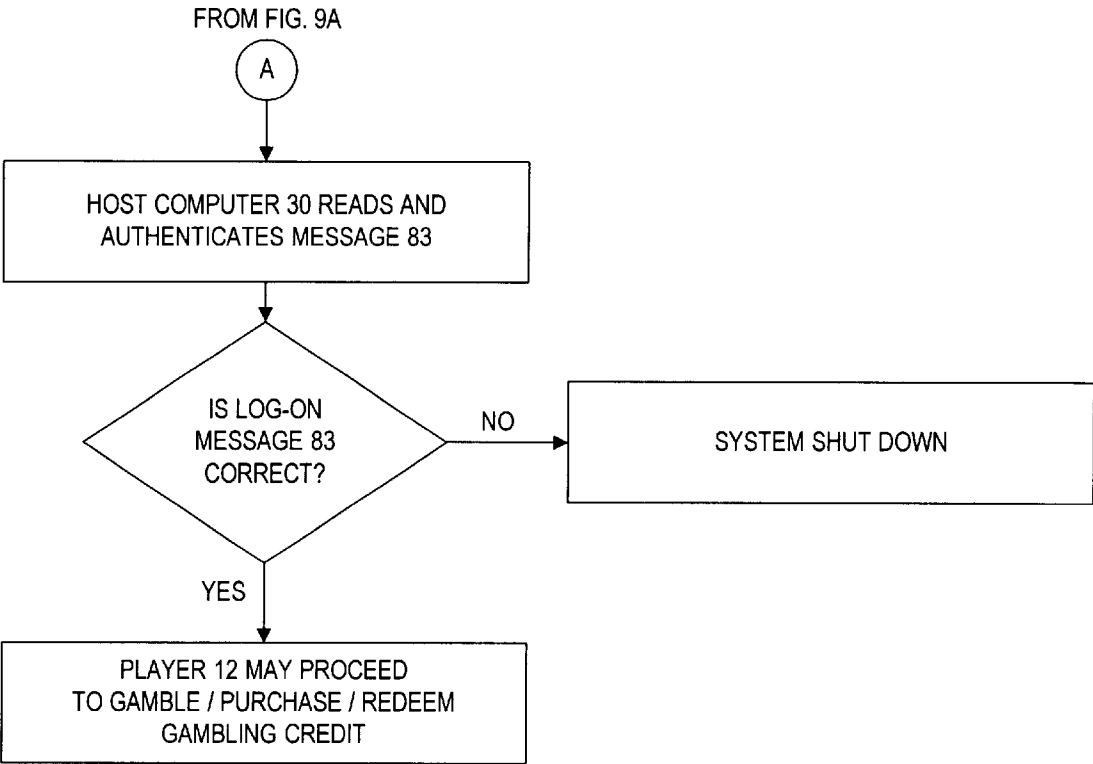 FROM FIG. 9A
A
HOST COMPUTER 30 READS AND
AUTHENTICATES MESSAGE 83
IS LOG-ON
MESSAGE 83
CORRECT?
NO
SYSTEM SHUT DOWN
YES
PLAYER 12 MAY PROCEED
TO GAMBLE / PURCHASE / REDEEM
GAMBLING CREDIT